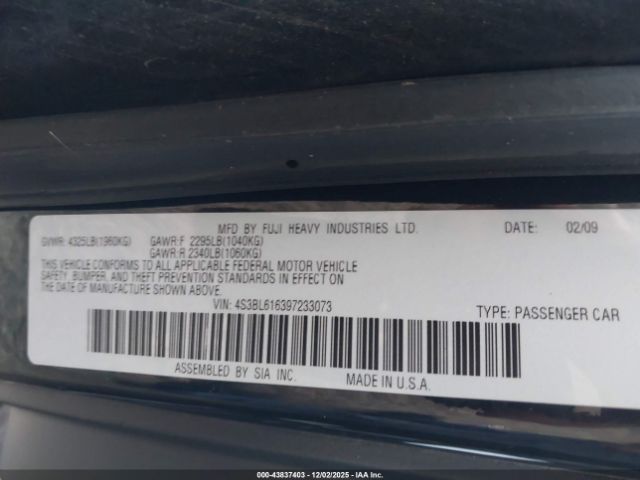 MFD BY FUJI HEAVY INDUSTRIES LTD. DATE: 02/09
GVWR: 4325LB(1960KG) GAWR:F 2295LB(1040KG)
GAWR:R 2340LB(1060KG)
THIS VEHICLE CONFORMS TO ALL APPLICABLE FEDERAL MOTOR VEHICLE
SAFETY, BUMPER, AND THEFT PREVENTION STANDARDS IN EFFECT ON
THE DATE OF MANUFACTURE SHOWN ABOVE.
VIN: 4S3BL616397233073 TYPE: PASSENGER CAR
ASSEMBLED BY SIA INC. MADE IN U.S.A.
000-43837403 - 12/02/2025 - IAA Inc.